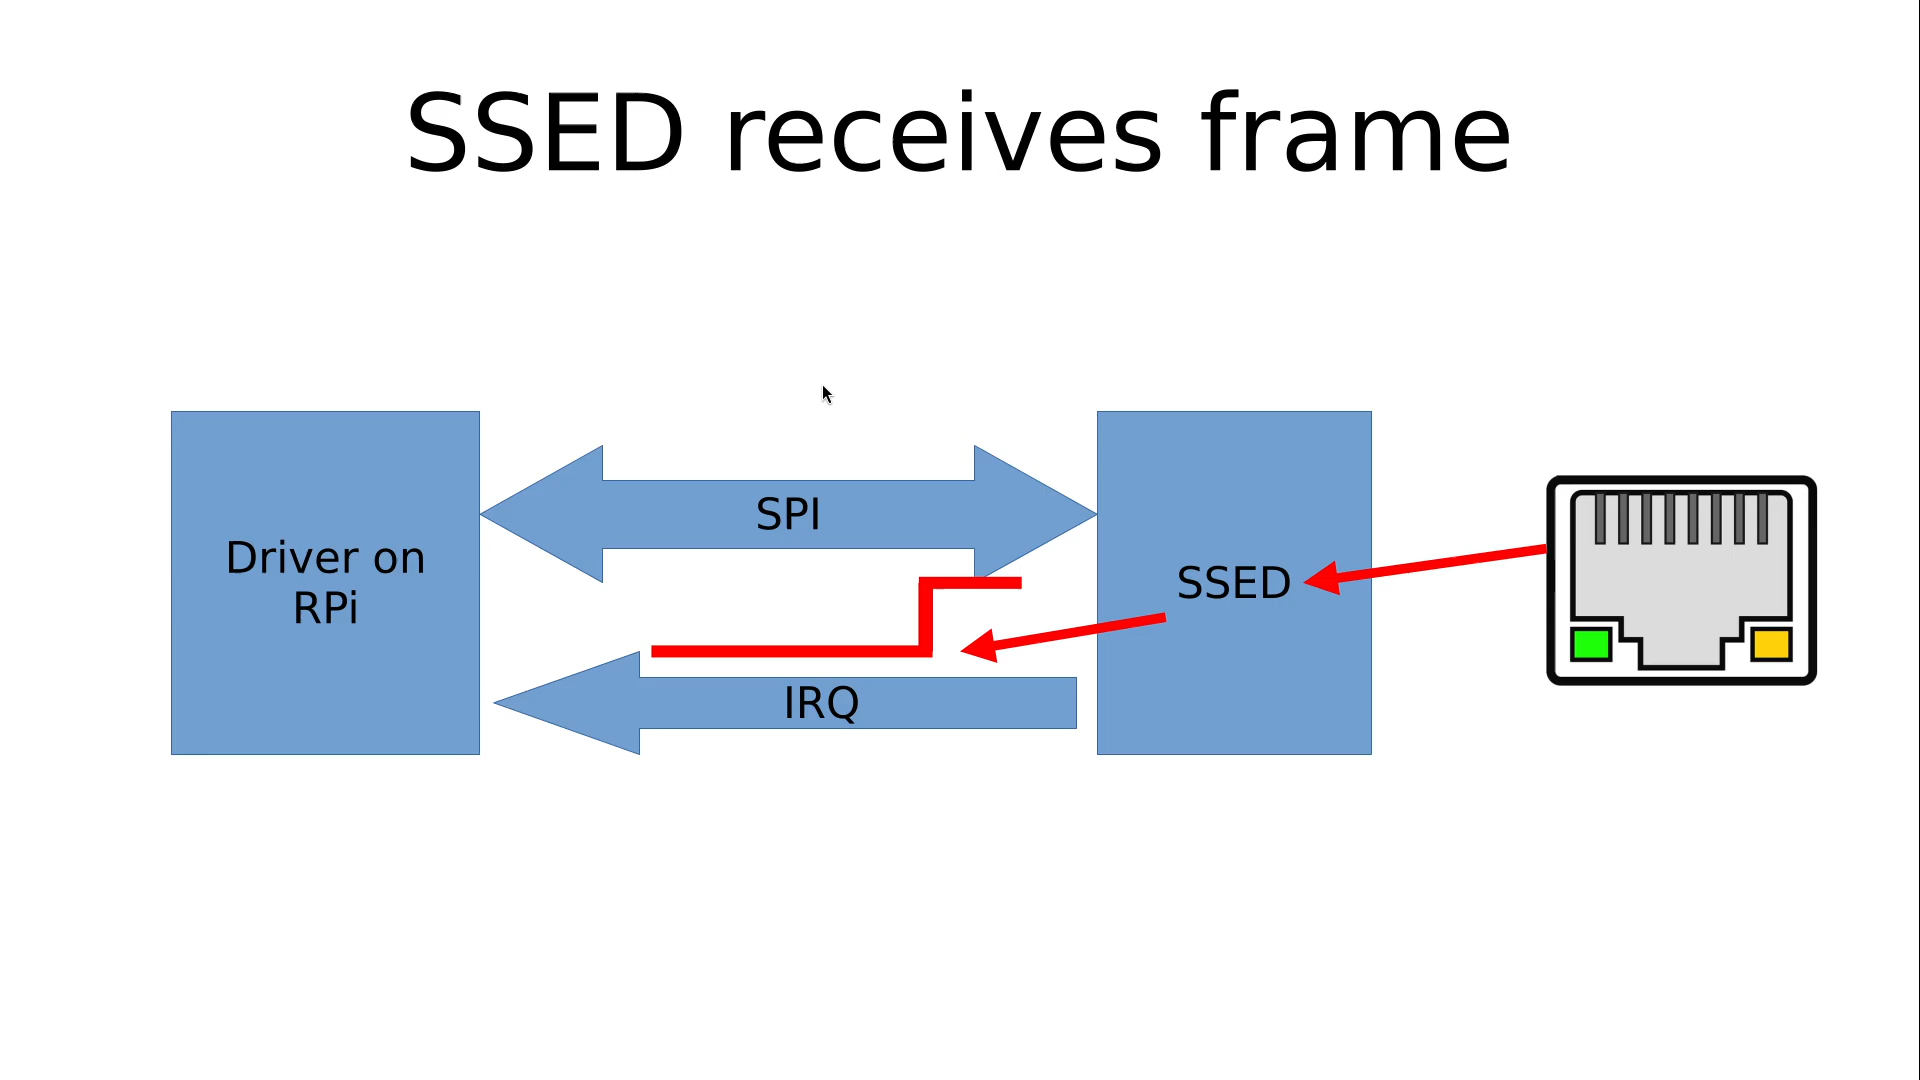 SSED receives frame
SPI
Driver on
RPi
SSED
IRQ